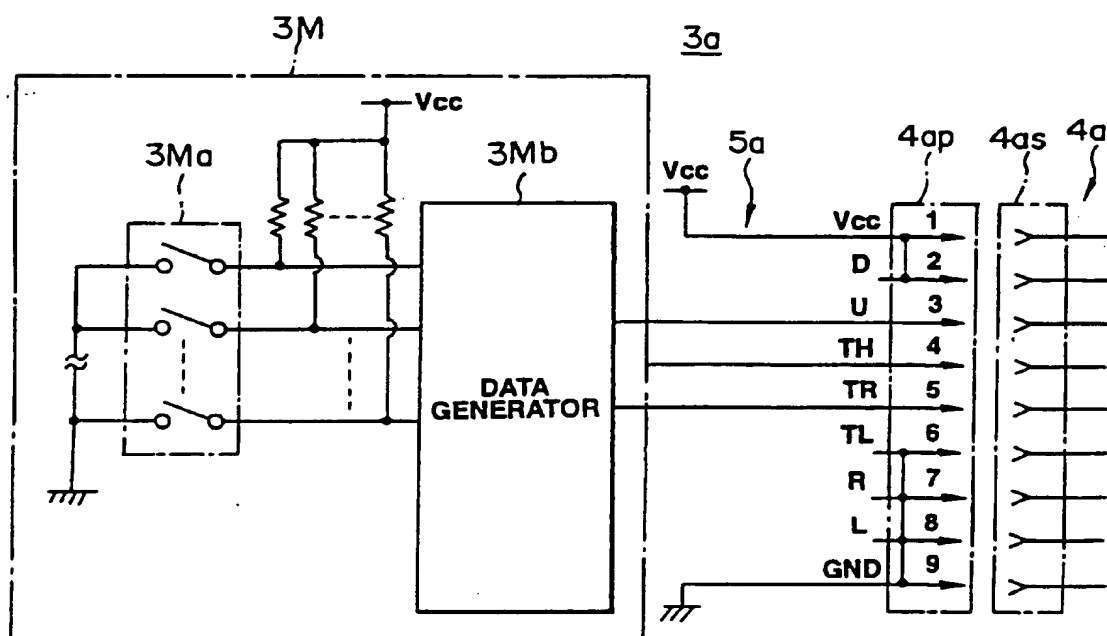 3M
3a
Vcc
3Ma
3Mb
Vcc
5a
4ap
4as
4a
Vcc 1
D 2
U 3
TH 4
DATA
GENERATOR
TR 5
TL 6
R 7
L 8
GND 9